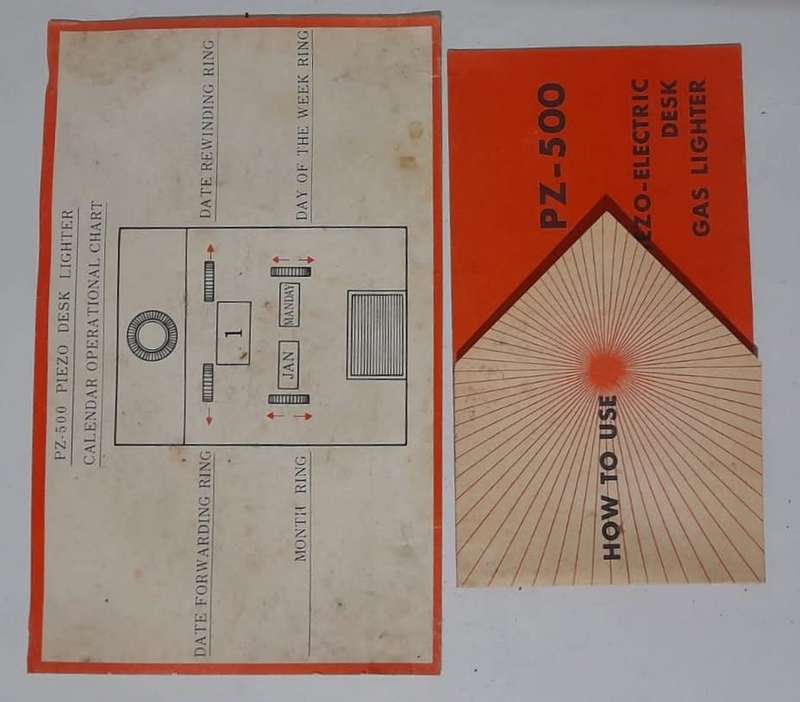 PZ-500 PIEZO DESK LIGHTER
CALENDAR OPERATIONAL CHART
DATE FORWARDING RING
DATE REWINDING RING
1
MONTH RING
DAY OF THE WEEK RING
JAN
MANDAY
PZ-500
EZO-ELECTRIC
DESK
GAS LIGHTER
HOW TO USE